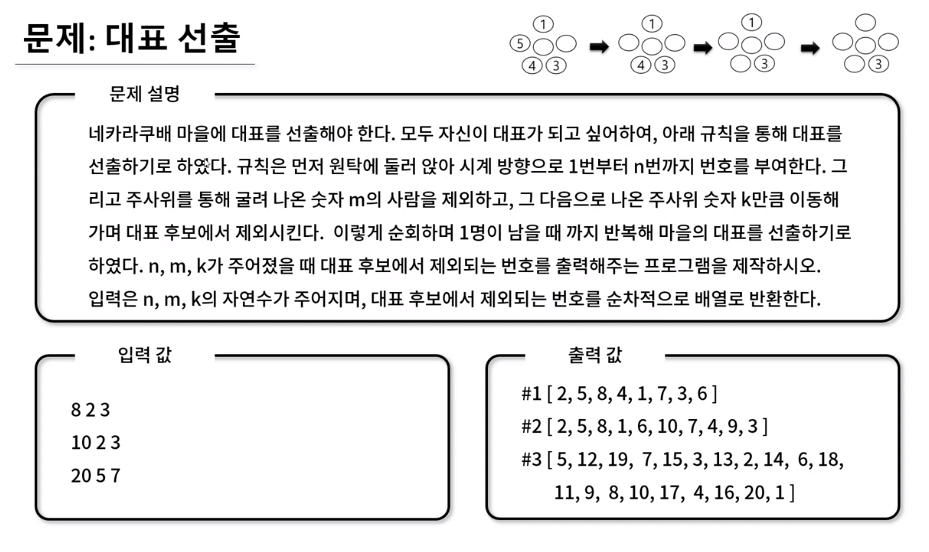 문제: 대표 선출
1
5
4 3
1
4 3
1
3
3
문제 설명
네카라쿠배 마을에 대표를 선출해야 한다. 모두 자신이 대표가 되고 싶어하여, 아래 규칙을 통해 대표를
선출하기로 하였다. 규칙은 먼저 원탁에 둘러 앉아 시계 방향으로 1번부터 n번까지 번호를 부여한다. 그
리고 주사위를 통해 굴려 나온 숫자 m의 사람을 제외하고, 그 다음으로 나온 주사위 숫자 k만큼 이동해
가며 대표 후보에서 제외시킨다. 이렇게 순회하며 1명이 남을 때 까지 반복해 마을의 대표를 선출하기로
하였다. n, m, k가 주어졌을 때 대표 후보에서 제외되는 번호를 출력해주는 프로그램을 제작하시오.
입력은 n, m, k의 자연수가 주어지며, 대표 후보에서 제외되는 번호를 순차적으로 배열로 반환한다.
입력 값
8 2 3
10 2 3
20 5 7
출력 값
#1 [ 2, 5, 8, 4, 1, 7, 3, 6 ]
#2 [ 2, 5, 8, 1, 6, 10, 7, 4, 9, 3 ]
#3 [ 5, 12, 19, 7, 15, 3, 13, 2, 14, 6, 18,
11, 9, 8, 10, 17, 4, 16, 20, 1 ]